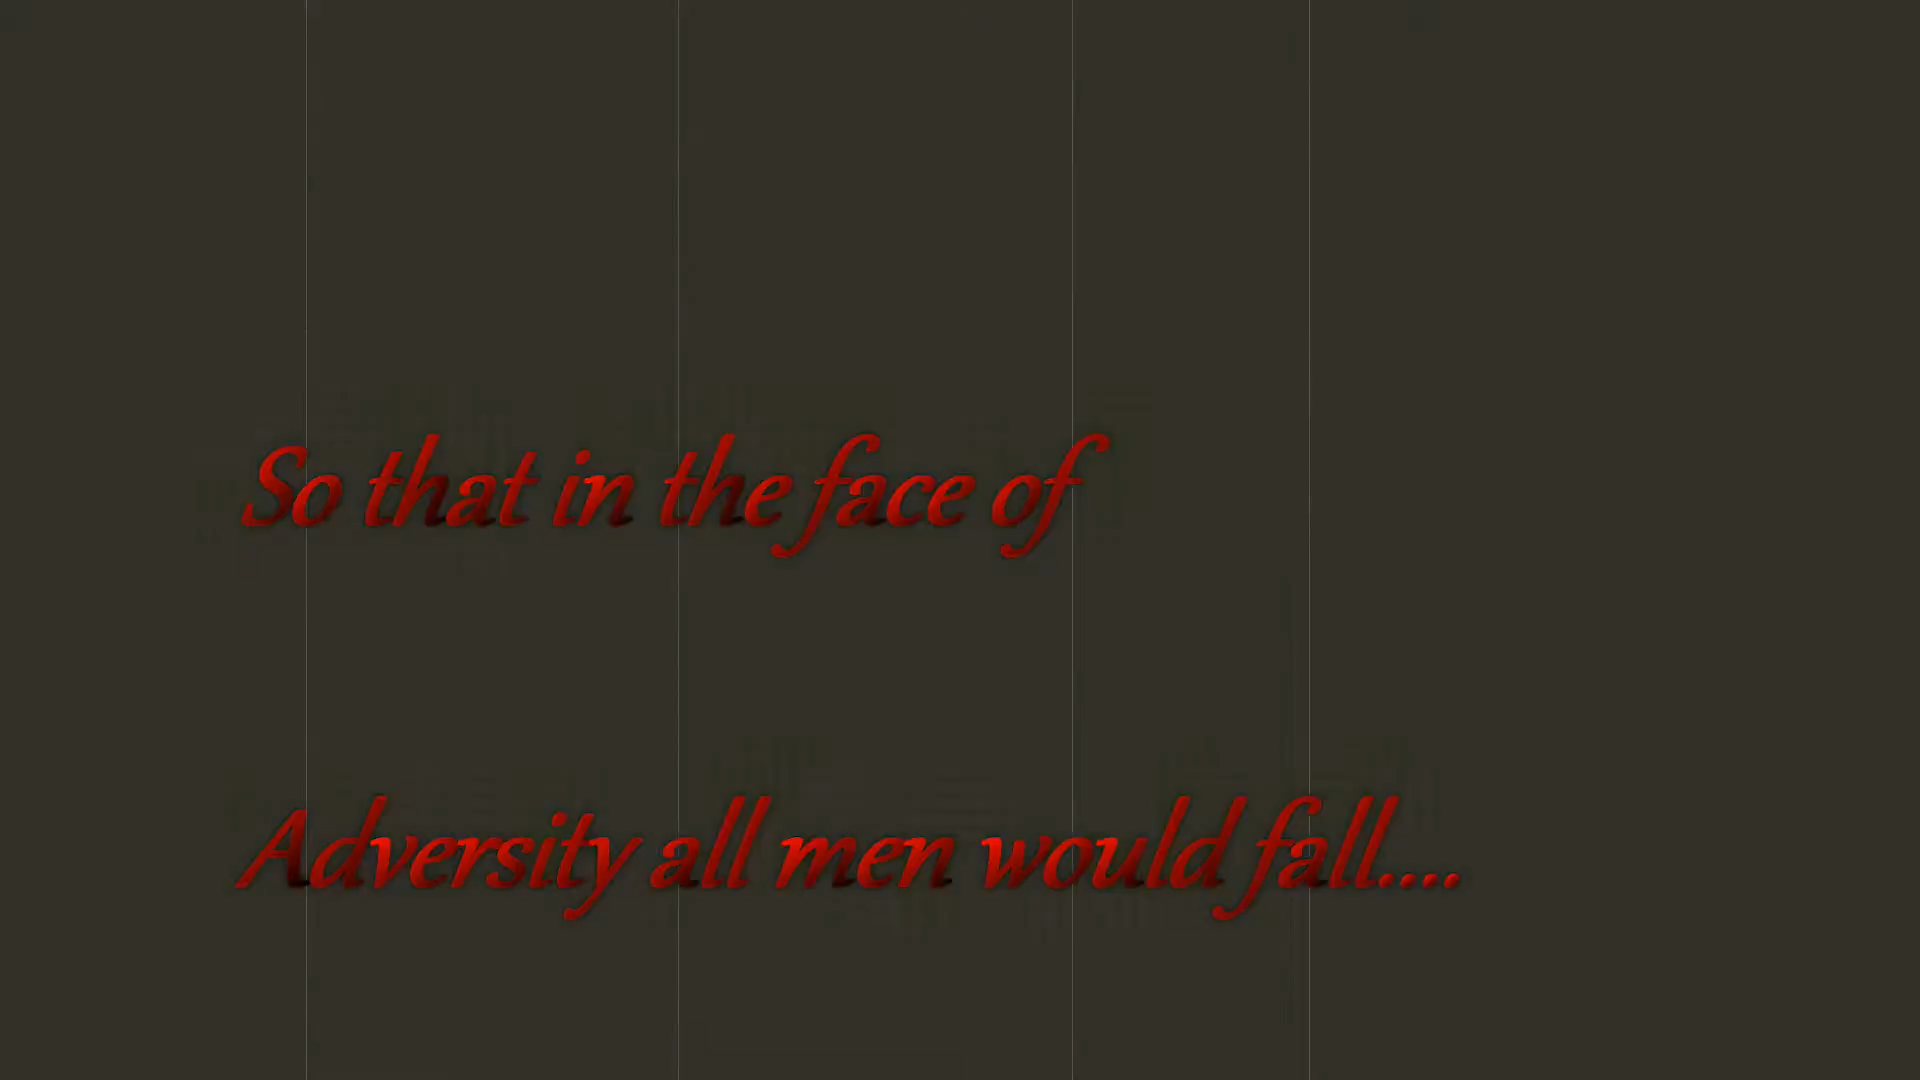 So that in the face of
Adversity all men would fall....